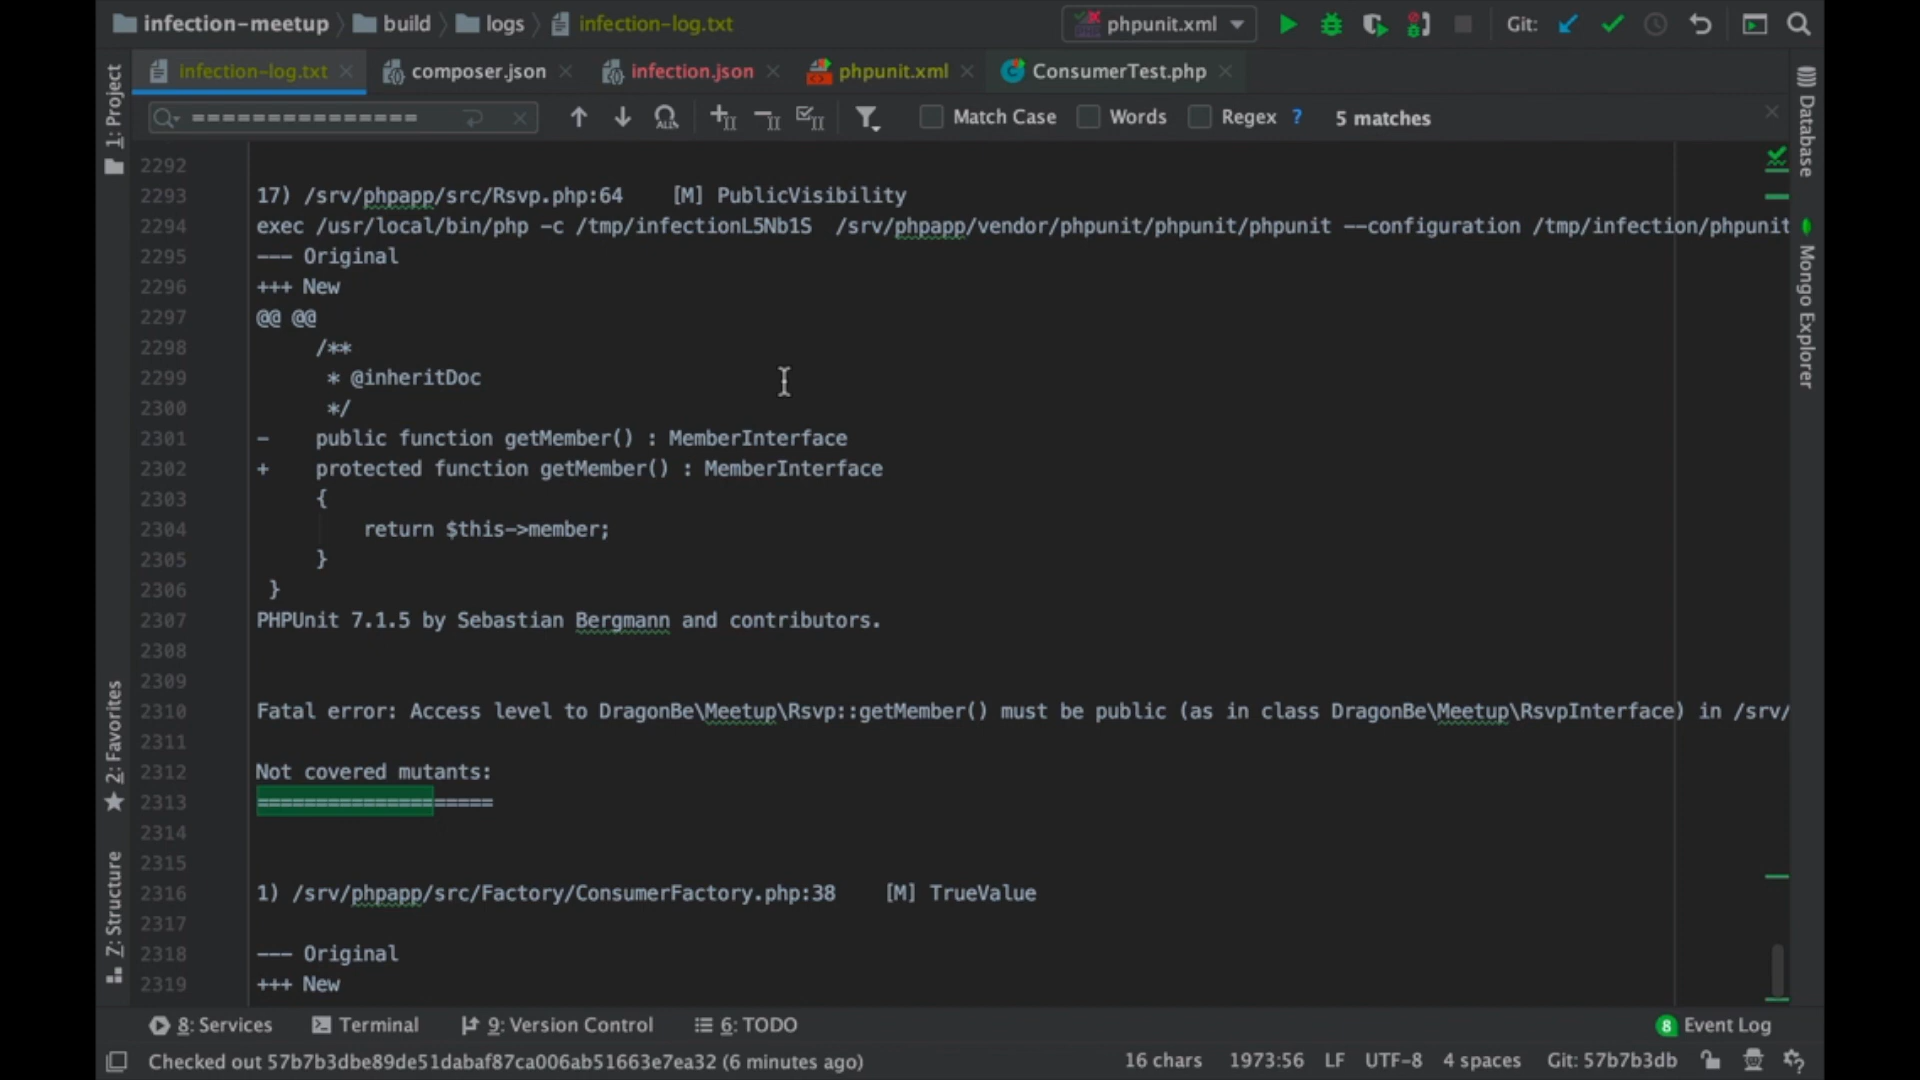 infection-meetup build logs infection-log.txt phpunit.xml Git:
infection-log.txt composer.json infection.json phpunit.xml ConsumerTest.php
=============== Match Case Words Regex ? 5 matches
1: Project
2: Favorites
Z: Structure
Database
Mongo Explorer
2292
2293 17) /srv/phpapp/src/Rsvp.php:64 [M] PublicVisibility
2294 exec /usr/local/bin/php -c /tmp/infectionL5Nb1S /srv/phpapp/vendor/phpunit/phpunit/phpunit --configuration /tmp/infection/phpunit
2295 --- Original
2296 +++ New
2297 @@ @@
2298 /**
2299 * @inheritDoc
2300 */
2301 - public function getMember() : MemberInterface
2302 + protected function getMember() : MemberInterface
2303 {
2304 return $this->member;
2305 }
2306 }
2307 PHPUnit 7.1.5 by Sebastian Bergmann and contributors.
2308
2309
2310 Fatal error: Access level to DragonBe\Meetup\Rsvp::getMember() must be public (as in class DragonBe\Meetup\RsvpInterface) in /srv/
2311
2312 Not covered mutants:
2313 ====================
2314
2315
2316 1) /srv/phpapp/src/Factory/ConsumerFactory.php:38 [M] TrueValue
2317
2318 --- Original
2319 +++ New
8: Services Terminal 9: Version Control 6: TODO 8 Event Log
Checked out 57b7b3dbe89de51dabaf87ca006ab51663e7ea32 (6 minutes ago) 16 chars 1973:56 LF UTF-8 4 spaces Git: 57b7b3db